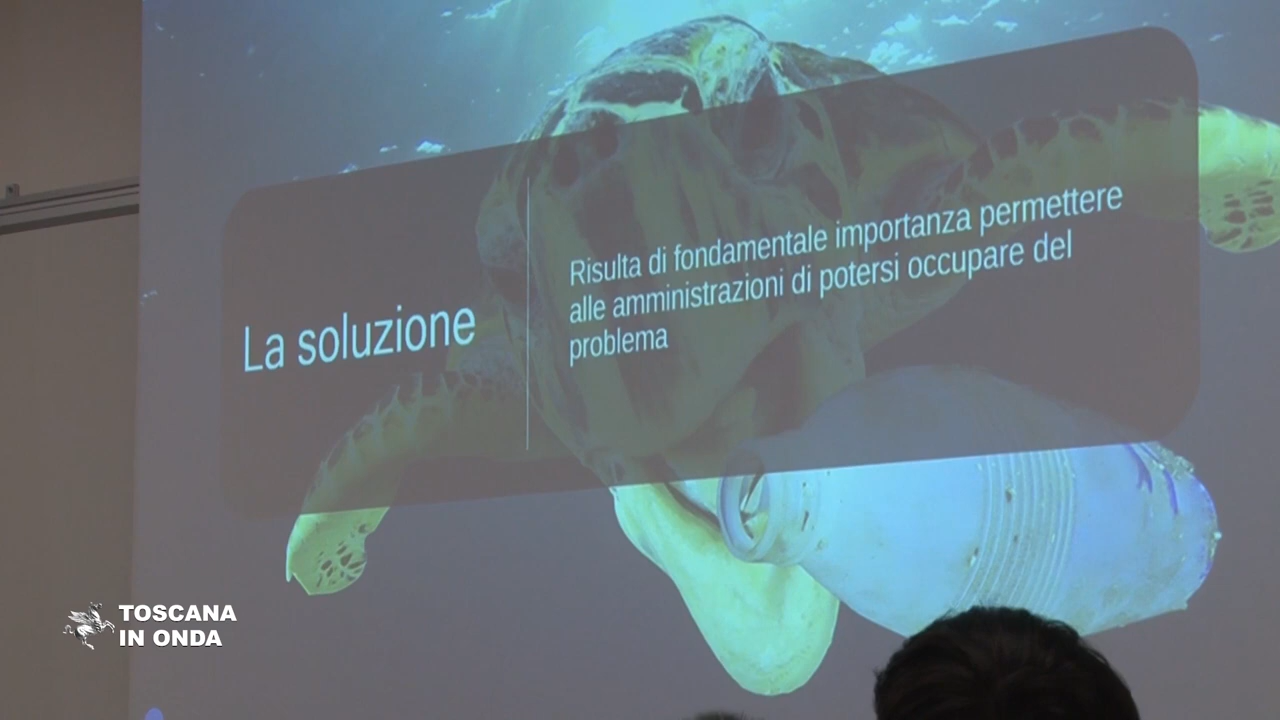 La soluzione
Risulta di fondamentale importanza permettere
alle amministrazioni di potersi occupare del
problema
TOSCANA
IN ONDA